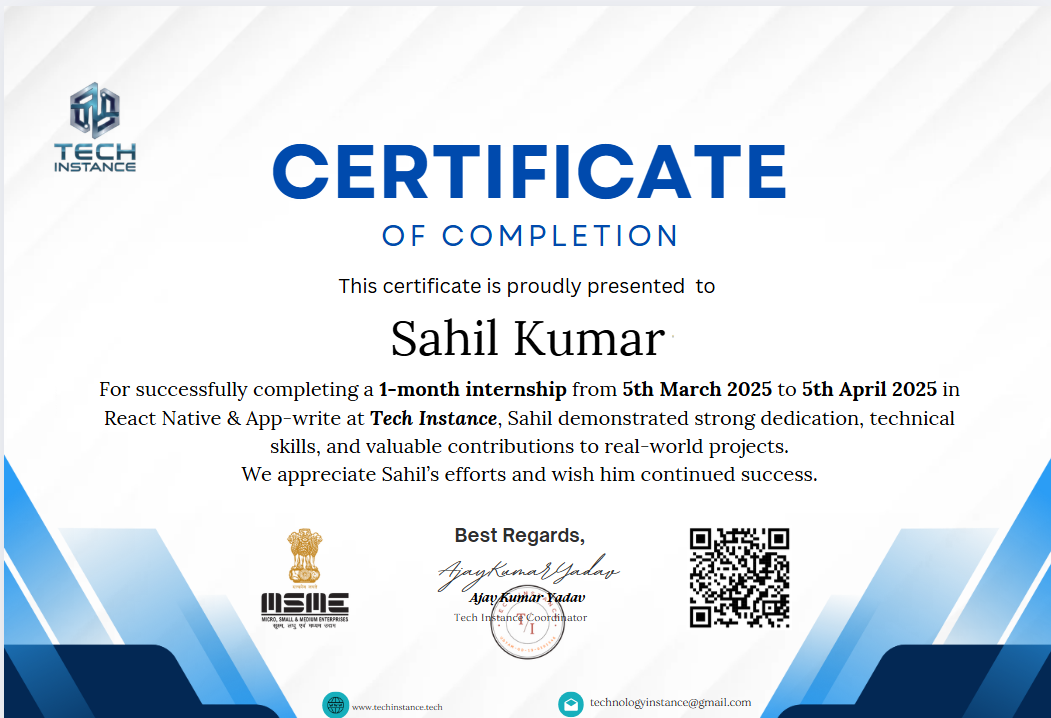 TECH
INSTANCE
CERTIFICATE
OF COMPLETION
This certificate is proudly presented to
Sahil Kumar
For successfully completing a 1-month internship from 5th March 2025 to 5th April 2025 in
React Native & App-write at Tech Instance, Sahil demonstrated strong dedication, technical
skills, and valuable contributions to real-world projects.
We appreciate Sahil's efforts and wish him continued success.
Best Regards,
AjayKumarYadav
Ajay Kumar Yadav
Tech Instance Coordinator
T/I
MSME
MICRO, SMALL & MEDIUM ENTERPRISES
सूक्ष्म, लघु एवं मध्यम उद्यम
www.techinstance.tech
technologyinstance@gmail.com